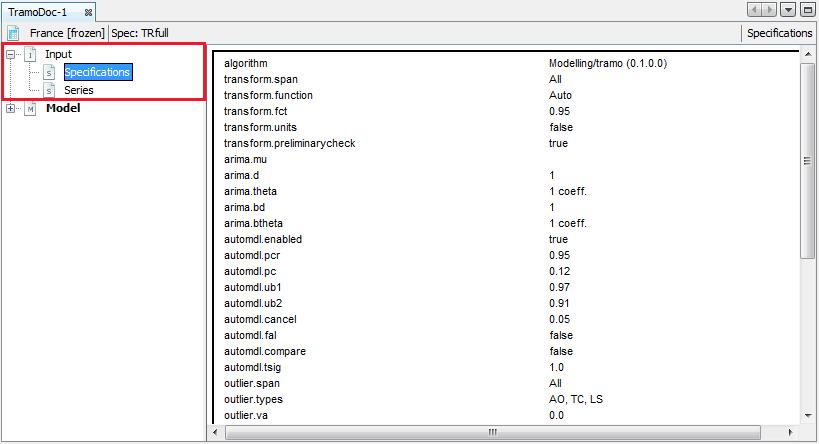 TramoDoc-1
France [frozen] Spec: TRfull Specifications
Input
Specifications
Series
Model
algorithm Modelling/tramo (0.1.0.0)
transform.span All
transform.function Auto
transform.fct 0.95
transform.units false
transform.preliminarycheck true
arima.mu
arima.d 1
arima.theta 1 coeff.
arima.bd 1
arima.btheta 1 coeff.
automdl.enabled true
automdl.pcr 0.95
automdl.pc 0.12
automdl.ub1 0.97
automdl.ub2 0.91
automdl.cancel 0.05
automdl.fal false
automdl.compare false
automdl.tsig 1.0
outlier.span All
outlier.types AO, TC, LS
outlier.va 0.0